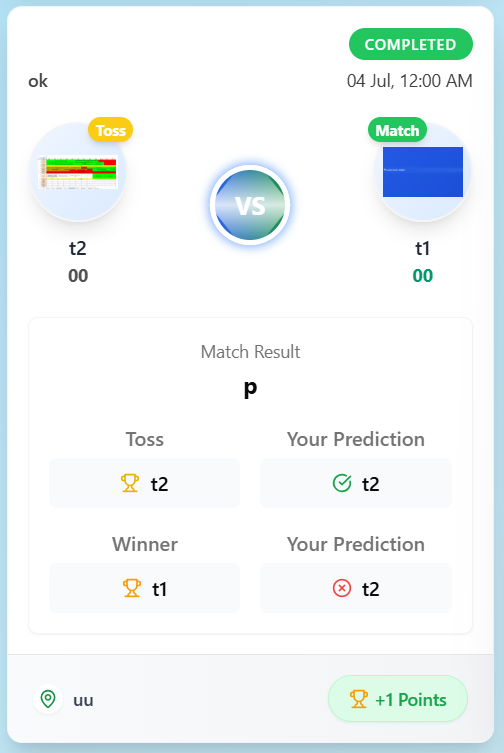 COMPLETED
ok
04 Jul, 12:00 AM
Toss
Match
VS
t2
t1
00
00
Match Result
p
Toss
Your Prediction
t2
t2
Winner
Your Prediction
t1
t2
uu
+1 Points